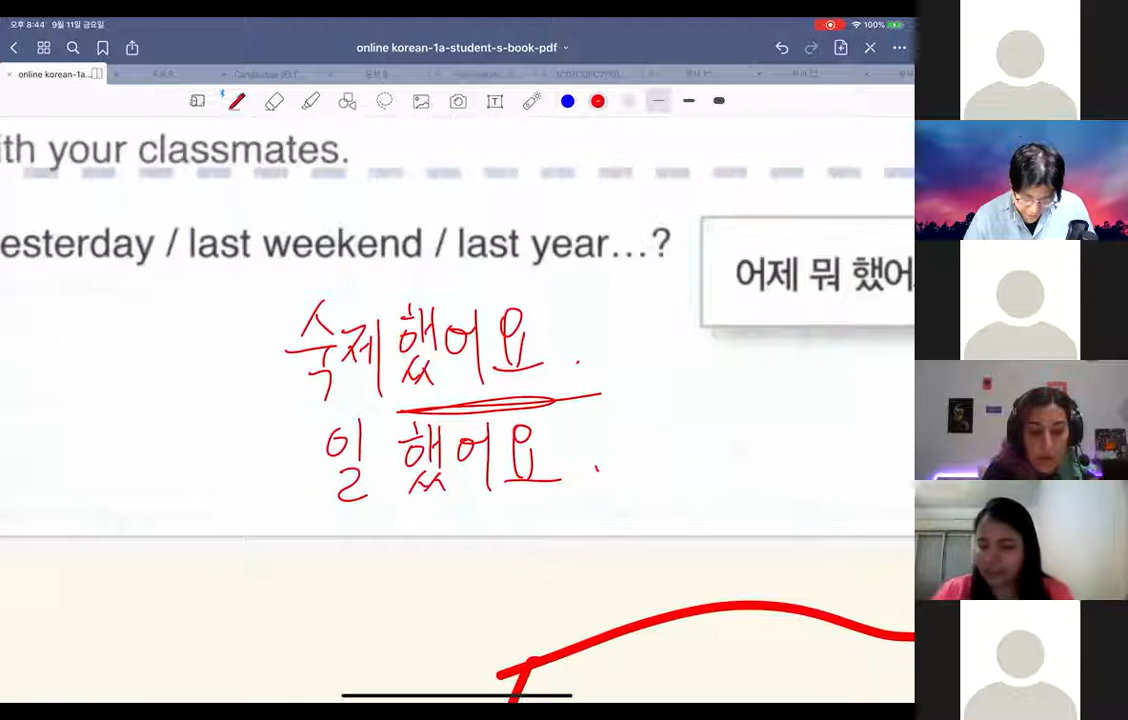 오후 8:44 9월 11일 금요일
100%
online korean-1a-student-s-book-pdf
online korean-1a...
ith your classmates.
esterday / last weekend / last year…?
어제 뭐 했어
숙제 했어요.
일 했어요.